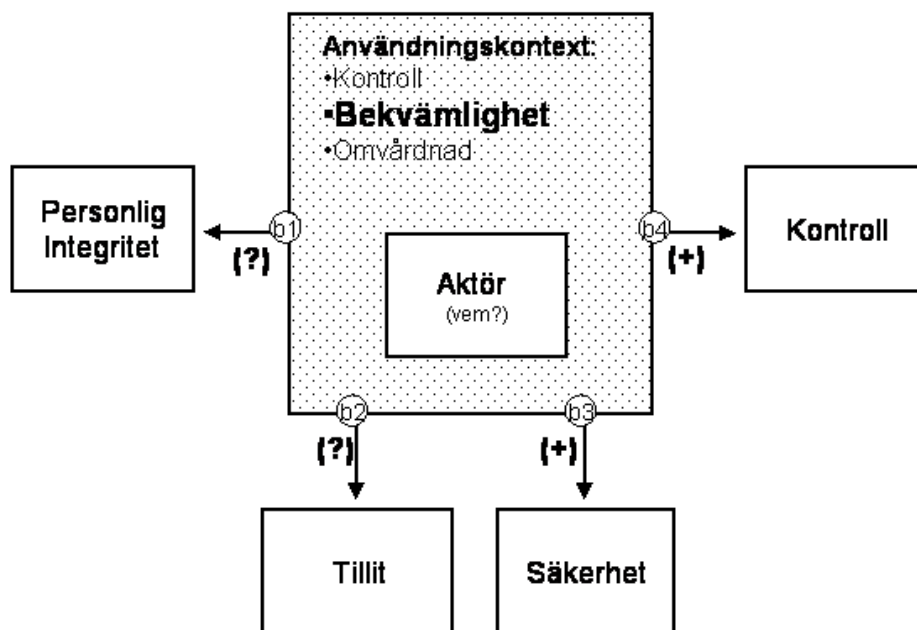 Användningskontext:
•Kontroll
•Bekvämlighet
•Omvårdnad
Personlig
Integritet
b1
(?)
Aktör
(vem?)
b4
(+)
Kontroll
b2
(?)
b3
(+)
Tillit
Säkerhet